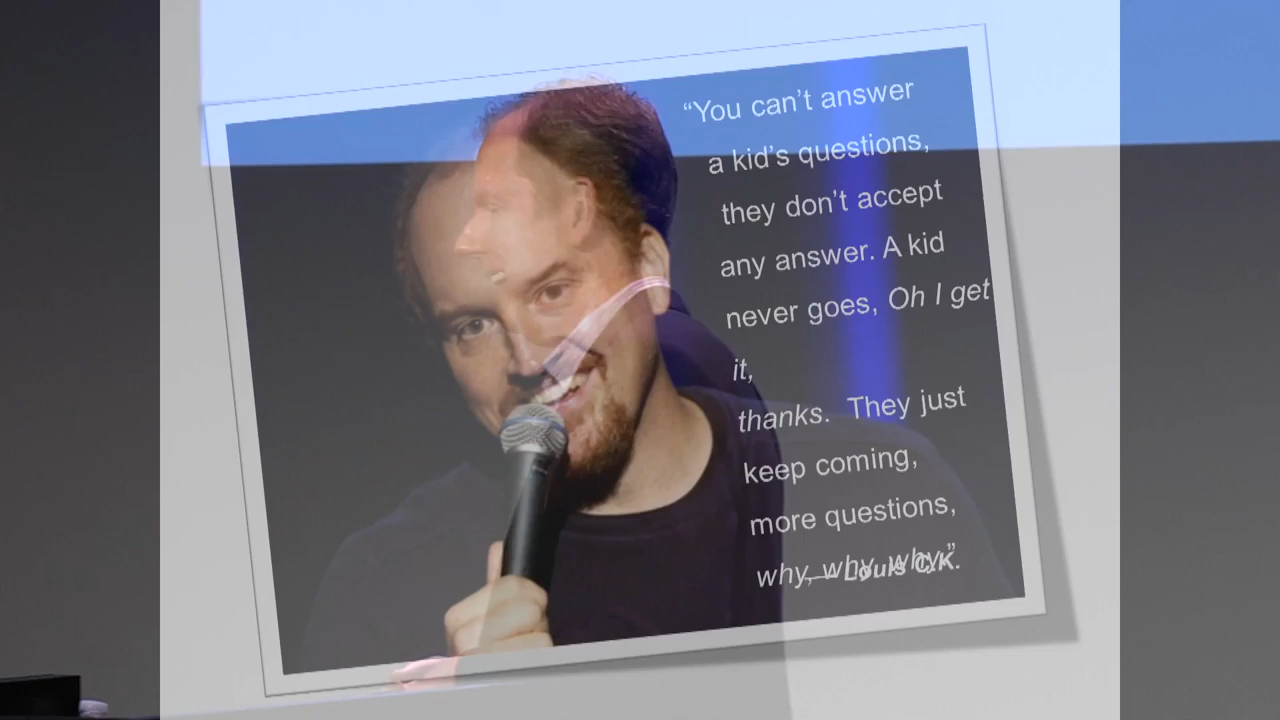 “You can’t answer
a kid’s questions,
they don’t accept
any answer. A kid
never goes, Oh I get
it,
thanks.  They just
keep coming,
more questions,
why, why, why.”
— Louis C.K.